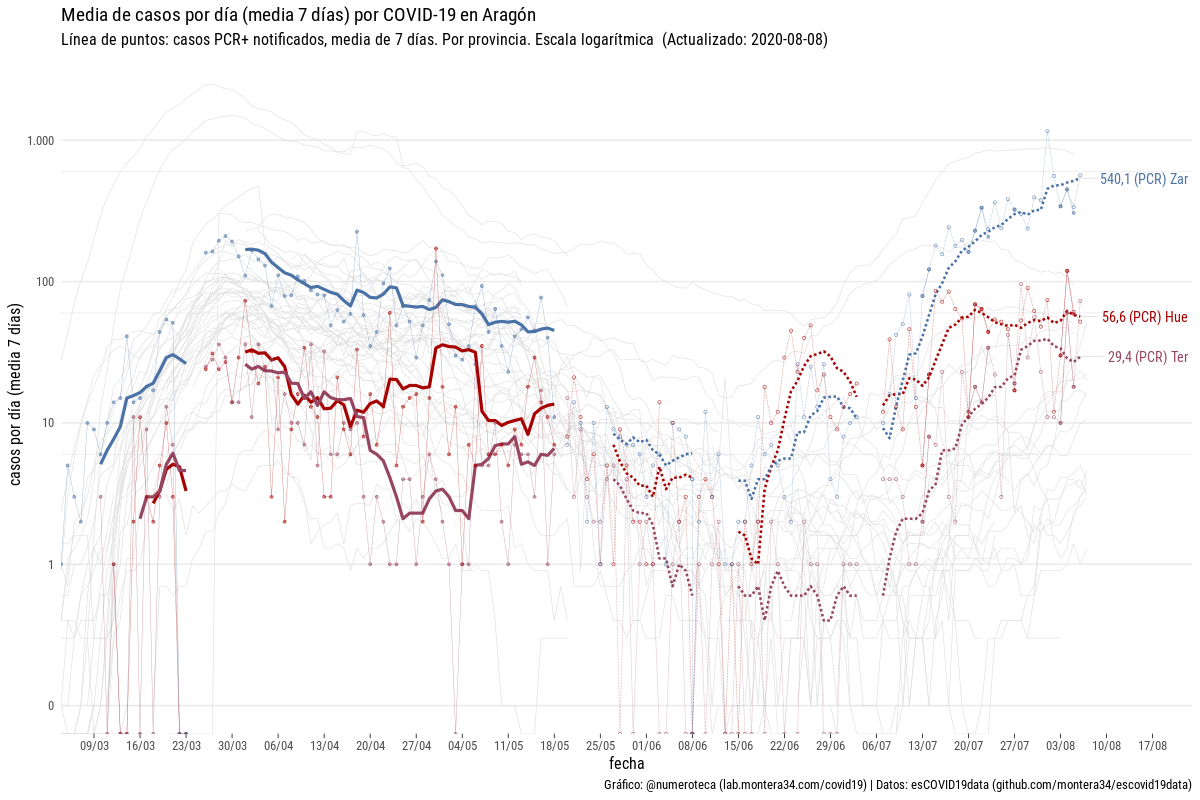 Media de casos por día (media 7 días) por COVID-19 en Aragón
Línea de puntos: casos PCR+ notificados, media de 7 días. Por provincia. Escala logarítmica  (Actualizado: 2020-08-08)
casos por día (media 7 días)
1.000
100
10
1
0
540,1 (PCR) Zar
56,6 (PCR) Hue
29,4 (PCR) Ter
09/03 16/03 23/03 30/03 06/04 13/04 20/04 27/04 04/05 11/05 18/05 25/05 01/06 08/06 15/06 22/06 29/06 06/07 13/07 20/07 27/07 03/08 10/08 17/08
fecha
Gráfico: @numeroteca (lab.montera34.com/covid19) | Datos: esCOVID19data (github.com/montera34/escovid19data)